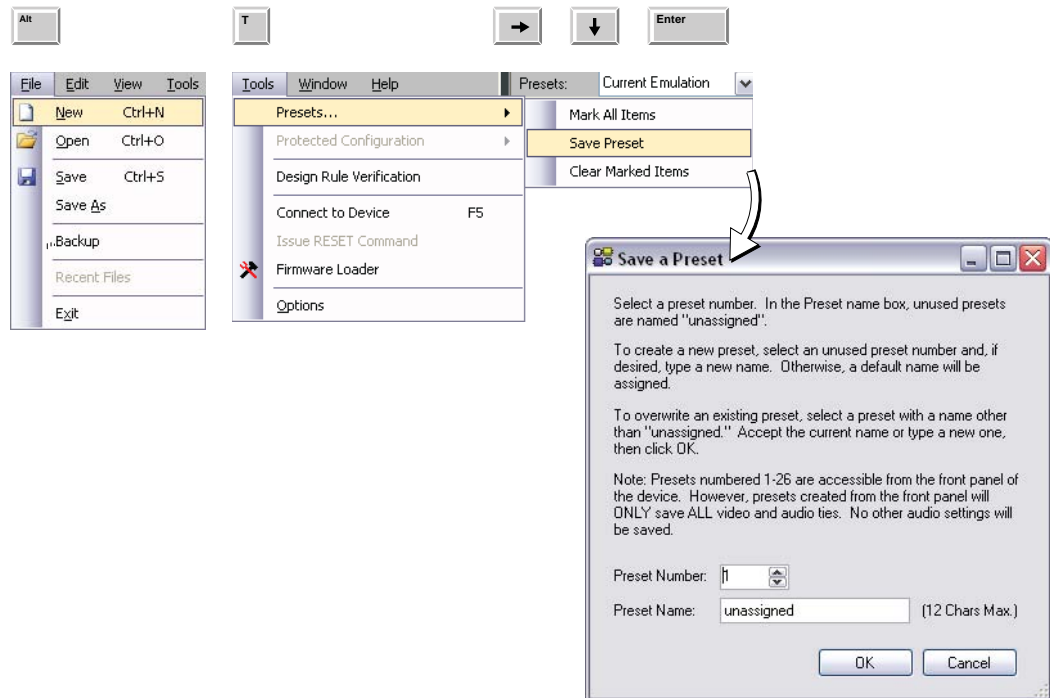 Alt
T
Enter
File Edit View Tools
New Ctrl+N
Open Ctrl+O
Save Ctrl+S
Save As
Backup
Recent Files
Exit
Tools Window Help
Presets...
Protected Configuration
Design Rule Verification
Connect to Device F5
Issue RESET Command
Firmware Loader
Options
Presets: Current Emulation
Mark All Items
Save Preset
Clear Marked Items
Save a Preset
Select a preset number. In the Preset name box, unused presets
are named "unassigned".
To create a new preset, select an unused preset number and, if
desired, type a new name. Otherwise, a default name will be
assigned.
To overwrite an existing preset, select a preset with a name other
than "unassigned." Accept the current name or type a new one,
then click OK.
Note: Presets numbered 1-26 are accessible from the front panel of
the device. However, presets created from the front panel will
ONLY save ALL video and audio ties. No other audio settings will
be saved.
Preset Number: 1
Preset Name: unassigned (12 Chars Max.)
OK Cancel